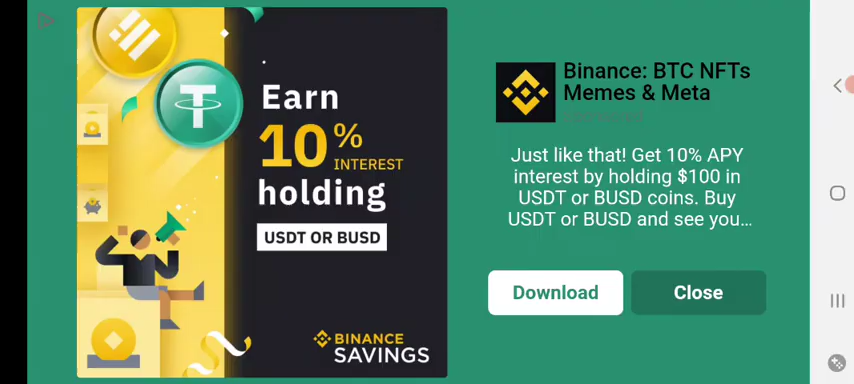 Earn
10%
INTEREST
holding
USDT OR BUSD
BINANCE
SAVINGS
Binance: BTC NFTs
Memes & Meta
Just like that! Get 10% APY
interest by holding $100 in
USDT or BUSD coins. Buy
USDT or BUSD and see you...
Download
Close